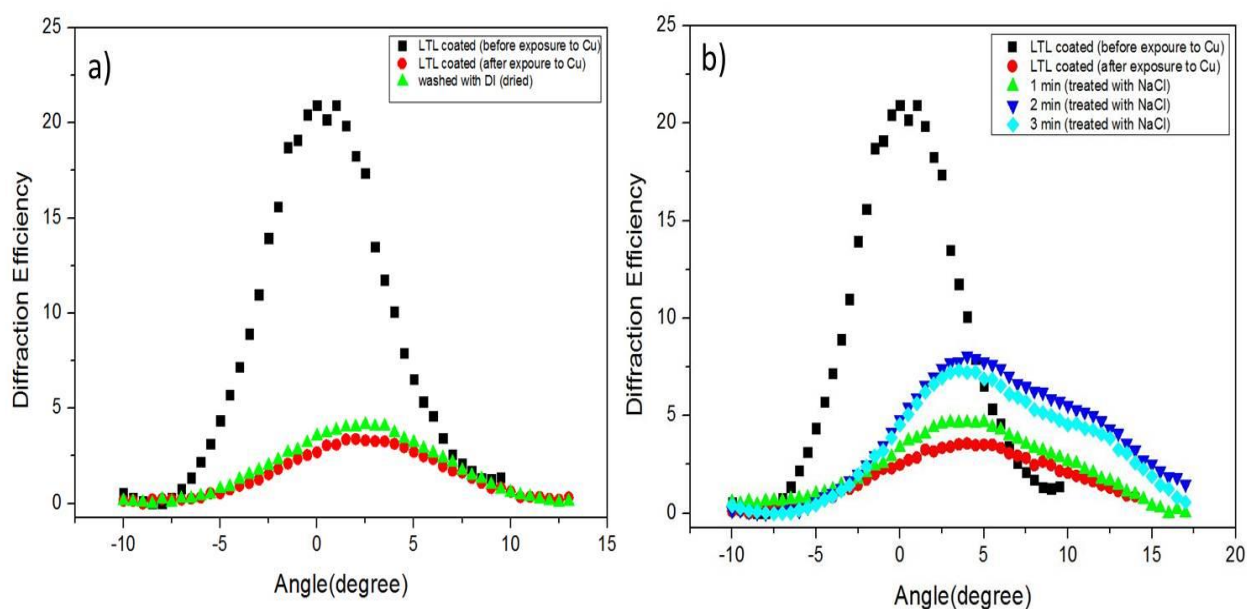 a)
LTL coated (before exposure to Cu)
LTL coated (after expoure to Cu)
washed with DI (dried)
Diffraction Efficiency
25
20
15
10
5
0
-10
-5
0
5
10
15
Angle(degree)
b)
LTL coated (before expoure to Cu)
LTL coated (after expoure to Cu)
1 min (treated with NaCl)
2 min (treated with NaCl)
3 min (treated with NaCl)
Diffraction Efficiency
25
20
15
10
5
0
-10
-5
0
5
10
15
20
Angle(degree)